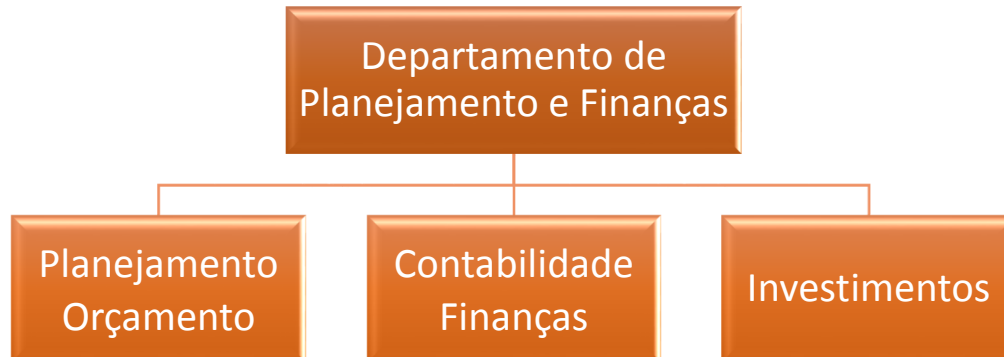 Departamento de
Planejamento e Finanças
Planejamento
Orçamento
Contabilidade
Finanças
Investimentos